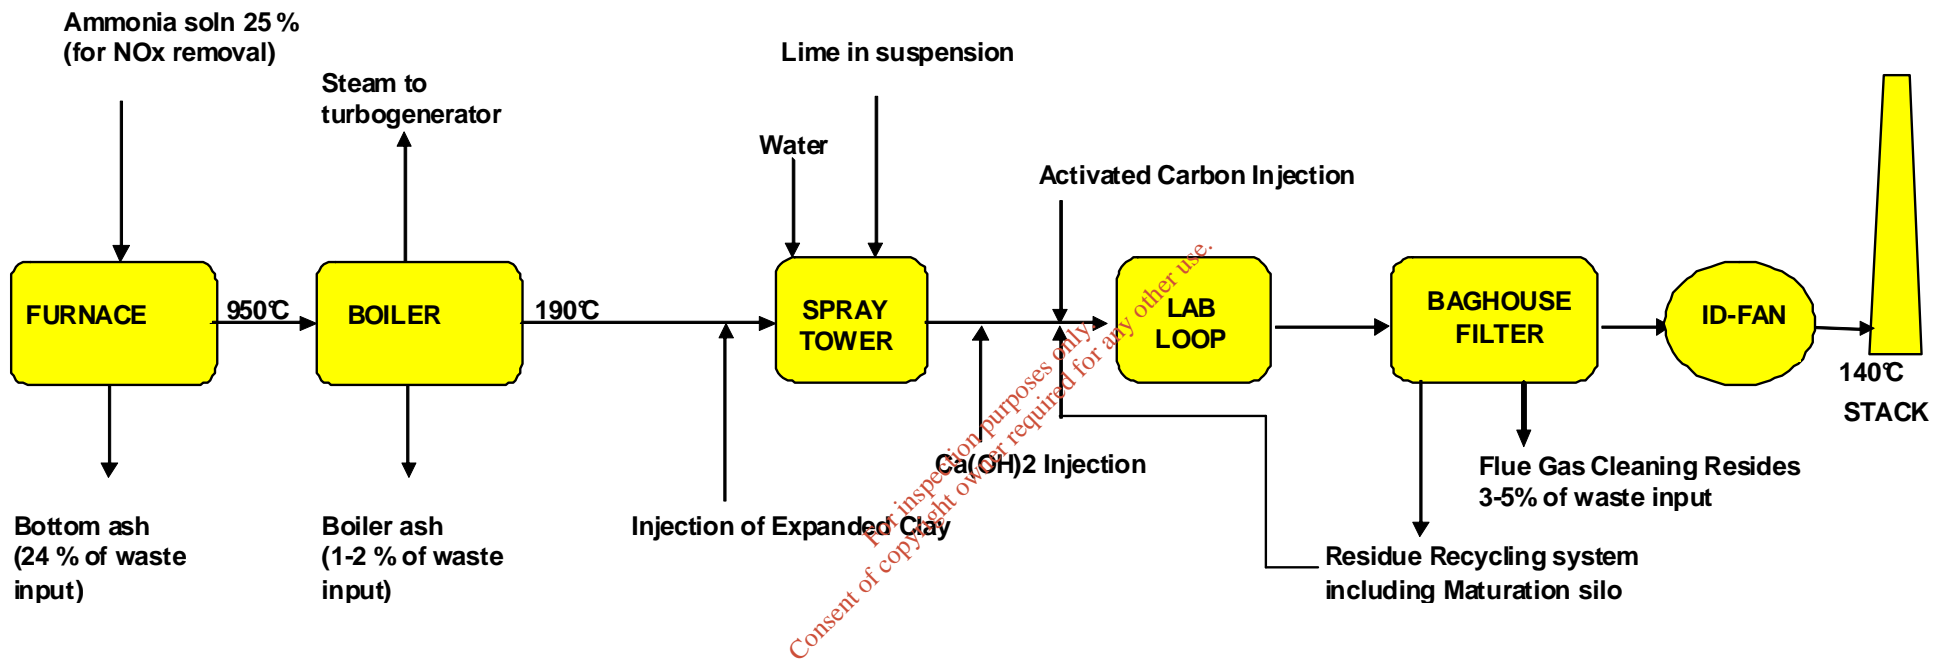 Ammonia soln 25 %
(for NOx removal)
Steam to
turbogenerator
Lime in suspension
Water
Activated Carbon Injection
FURNACE
950°C
BOILER
190°C
SPRAY
TOWER
LAB
LOOP
BAGHOUSE
FILTER
ID-FAN
140°C
STACK
Ca(OH)2 Injection
Injection of Expanded Clay
Flue Gas Cleaning Resides
3-5% of waste input
Bottom ash
(24 % of waste
input)
Boiler ash
(1-2 % of waste
input)
Residue Recycling system
including Maturation silo
For inspection purposes only.
Consent of copyright owner required for any other use.